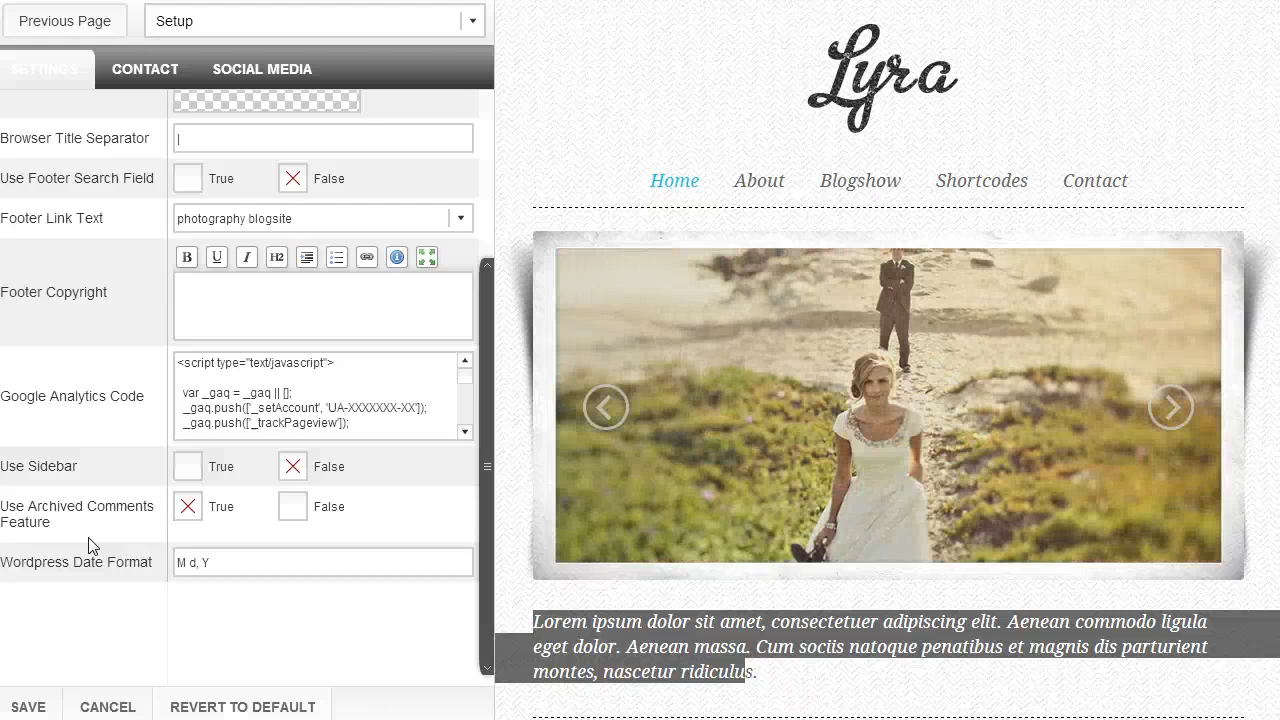 Previous Page
Setup
SETTINGS
CONTACT
SOCIAL MEDIA
Browser Title Separator
|
Use Footer Search Field
True
False
Footer Link Text
photography blogsite
B U I H2
Footer Copyright
Google Analytics Code
<script type="text/javascript">
var _gaq = _gaq || [];
_gaq.push(['_setAccount', 'UA-XXXXXXX-XX']);
_gaq.push(['_trackPageview']);
Use Sidebar
True
False
Use Archived Comments
Feature
True
False
Wordpress Date Format
M d, Y
SAVE
CANCEL
REVERT TO DEFAULT
Lyra
Home
About
Blogshow
Shortcodes
Contact
Lorem ipsum dolor sit amet, consectetuer adipiscing elit. Aenean commodo ligula
eget dolor. Aenean massa. Cum sociis natoque penatibus et magnis dis parturient
montes, nascetur ridiculus.